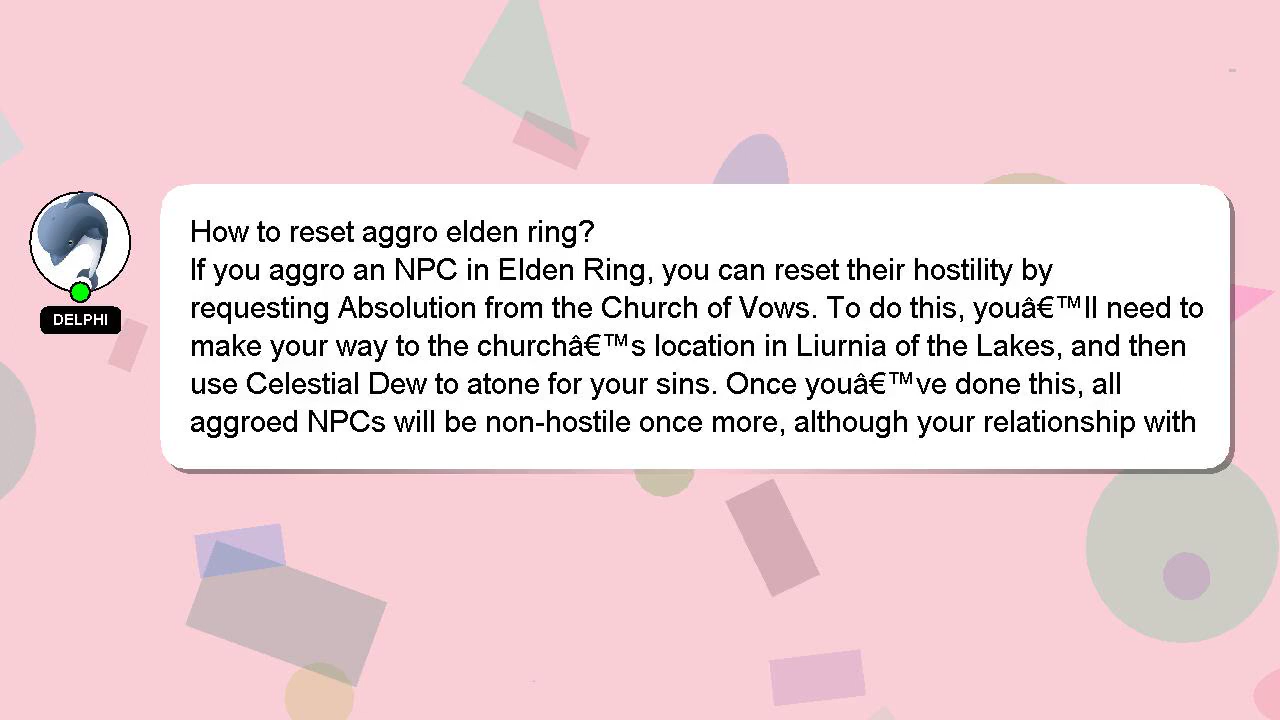 How to reset aggro elden ring?
If you aggro an NPC in Elden Ring, you can reset their hostility by
requesting Absolution from the Church of Vows. To do this, youâ€™ll need to
make your way to the churchâ€™s location in Liurnia of the Lakes, and then
use Celestial Dew to atone for your sins. Once youâ€™ve done this, all
aggroed NPCs will be non-hostile once more, although your relationship with
DELPHI